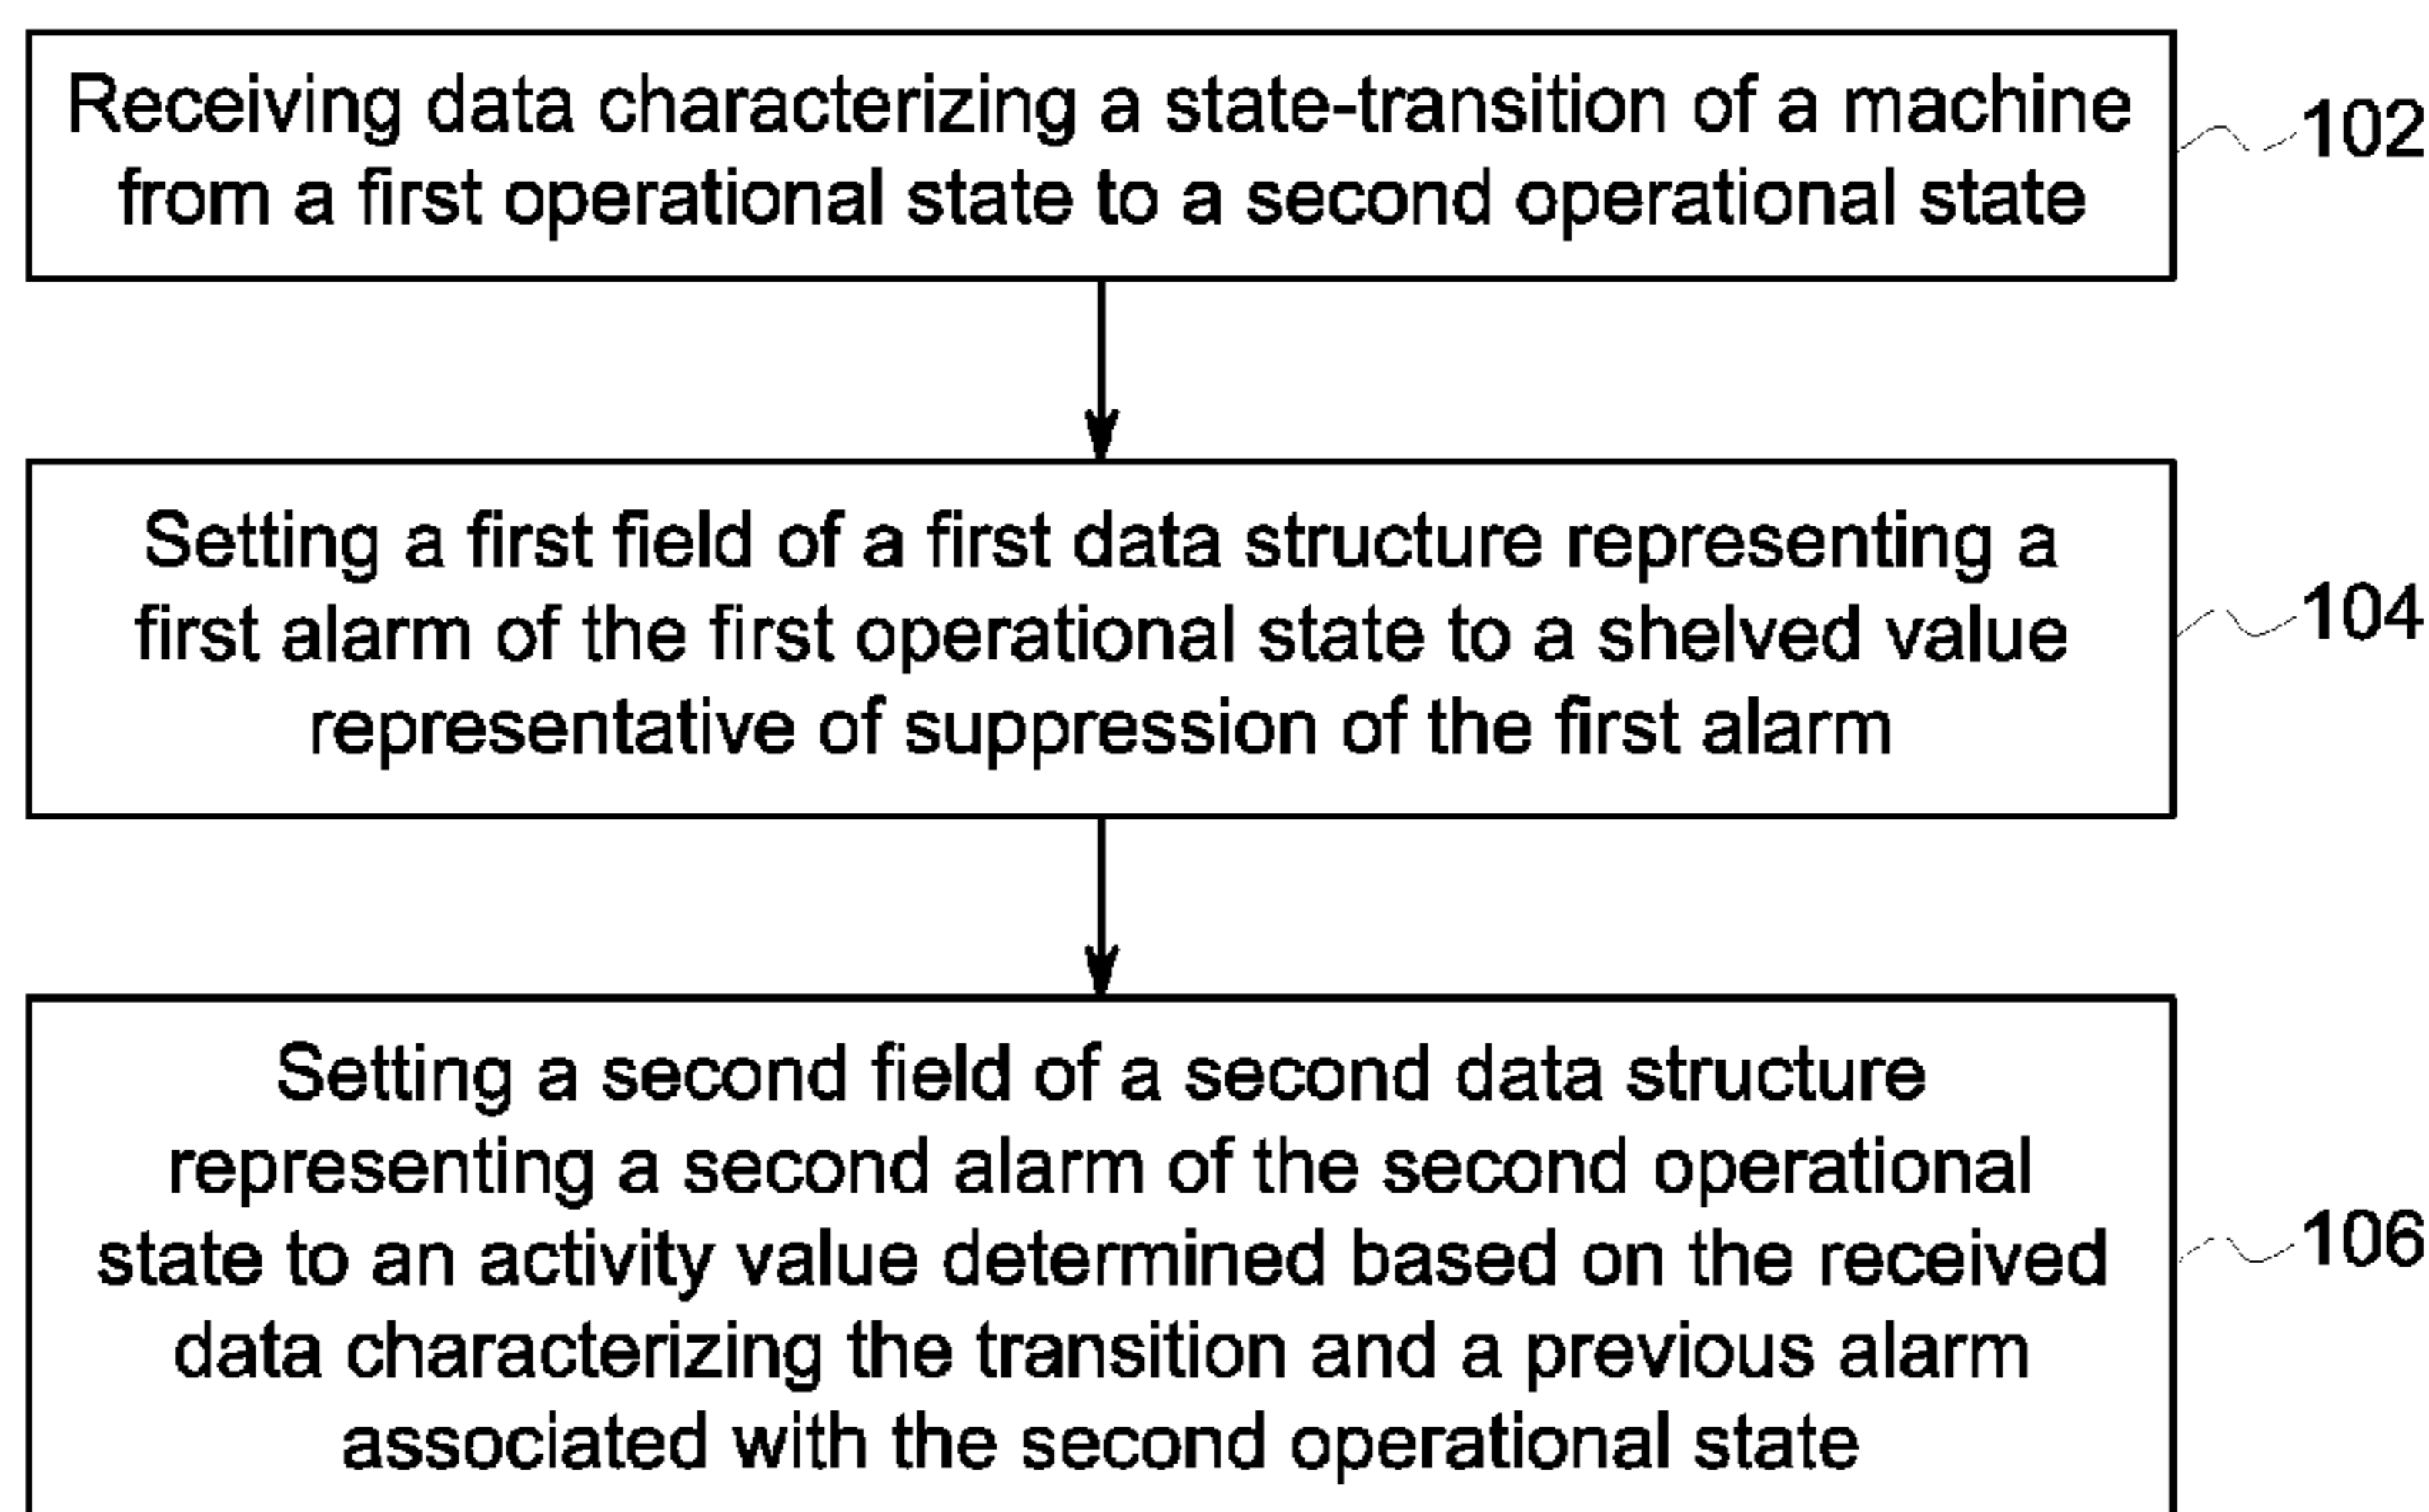 Receiving data characterizing a state-transition of a machine
from a first operational state to a second operational state
102
Setting a first field of a first data structure representing a
first alarm of the first operational state to a shelved value
representative of suppression of the first alarm
104
Setting a second field of a second data structure
representing a second alarm of the second operational
state to an activity value determined based on the received
data characterizing the transition and a previous alarm
associated with the second operational state
106